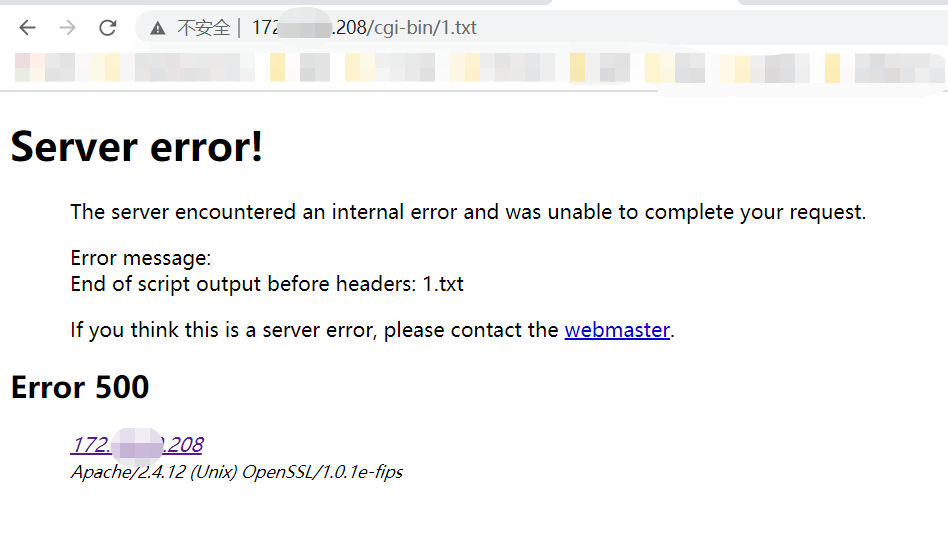 不安全 | 172 .208/cgi-bin/1.txt
Server error!
The server encountered an internal error and was unable to complete your request.
Error message:
End of script output before headers: 1.txt
If you think this is a server error, please contact the webmaster.
Error 500
172. .208
Apache/2.4.12 (Unix) OpenSSL/1.0.1e-fips